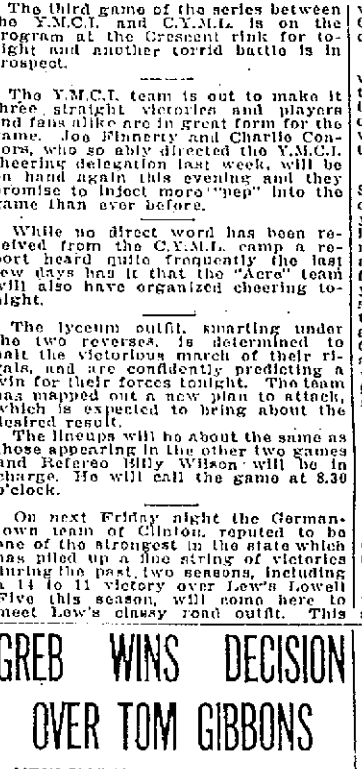 The third game of the series between
the Y.M.C.I. and C.Y.M.L. is on the
program at the Crescent rink for to-
night and another torrid battle is in
prospect.
The Y.M.C.I. team is out to make it
three straight victories and players
and fans alike are in great form for the
game. Joe Finnerty and Charlie Con-
nors, who so ably directed the Y.M.C.I.
cheering delegation last week, will be
on hand again this evening and they
promise to inject more "pep" into the
game than ever before.
While no direct word has been re-
ceived from the C.Y.M.L. camp a re-
port heard quite frequently the last
few days has it that the "Acre" team
will also have organized cheering to-
night.
The lyceum outfit, smarting under
the two reverses, is determined to
halt the victorious march of their ri-
vals, and are confidently predicting a
win for their forces tonight. The team
has mapped out a new plan to attack,
which is expected to bring about the
desired result.
The lineups will be about the same as
those appearing in the other two games
and Referee Billy Wilson will be in
charge. He will call the game at 8.30
o'clock.
On next Friday night the German-
town team of Clinton, reputed to be
one of the strongest in the state which
has piled up a fine string of victories
during the past two seasons, including
a 14 to 11 victory over Lew's Lowell
Five this season, will come here to
meet Lew's classy road outfit. This
GREB WINS DECISION
OVER TOM GIBBONS